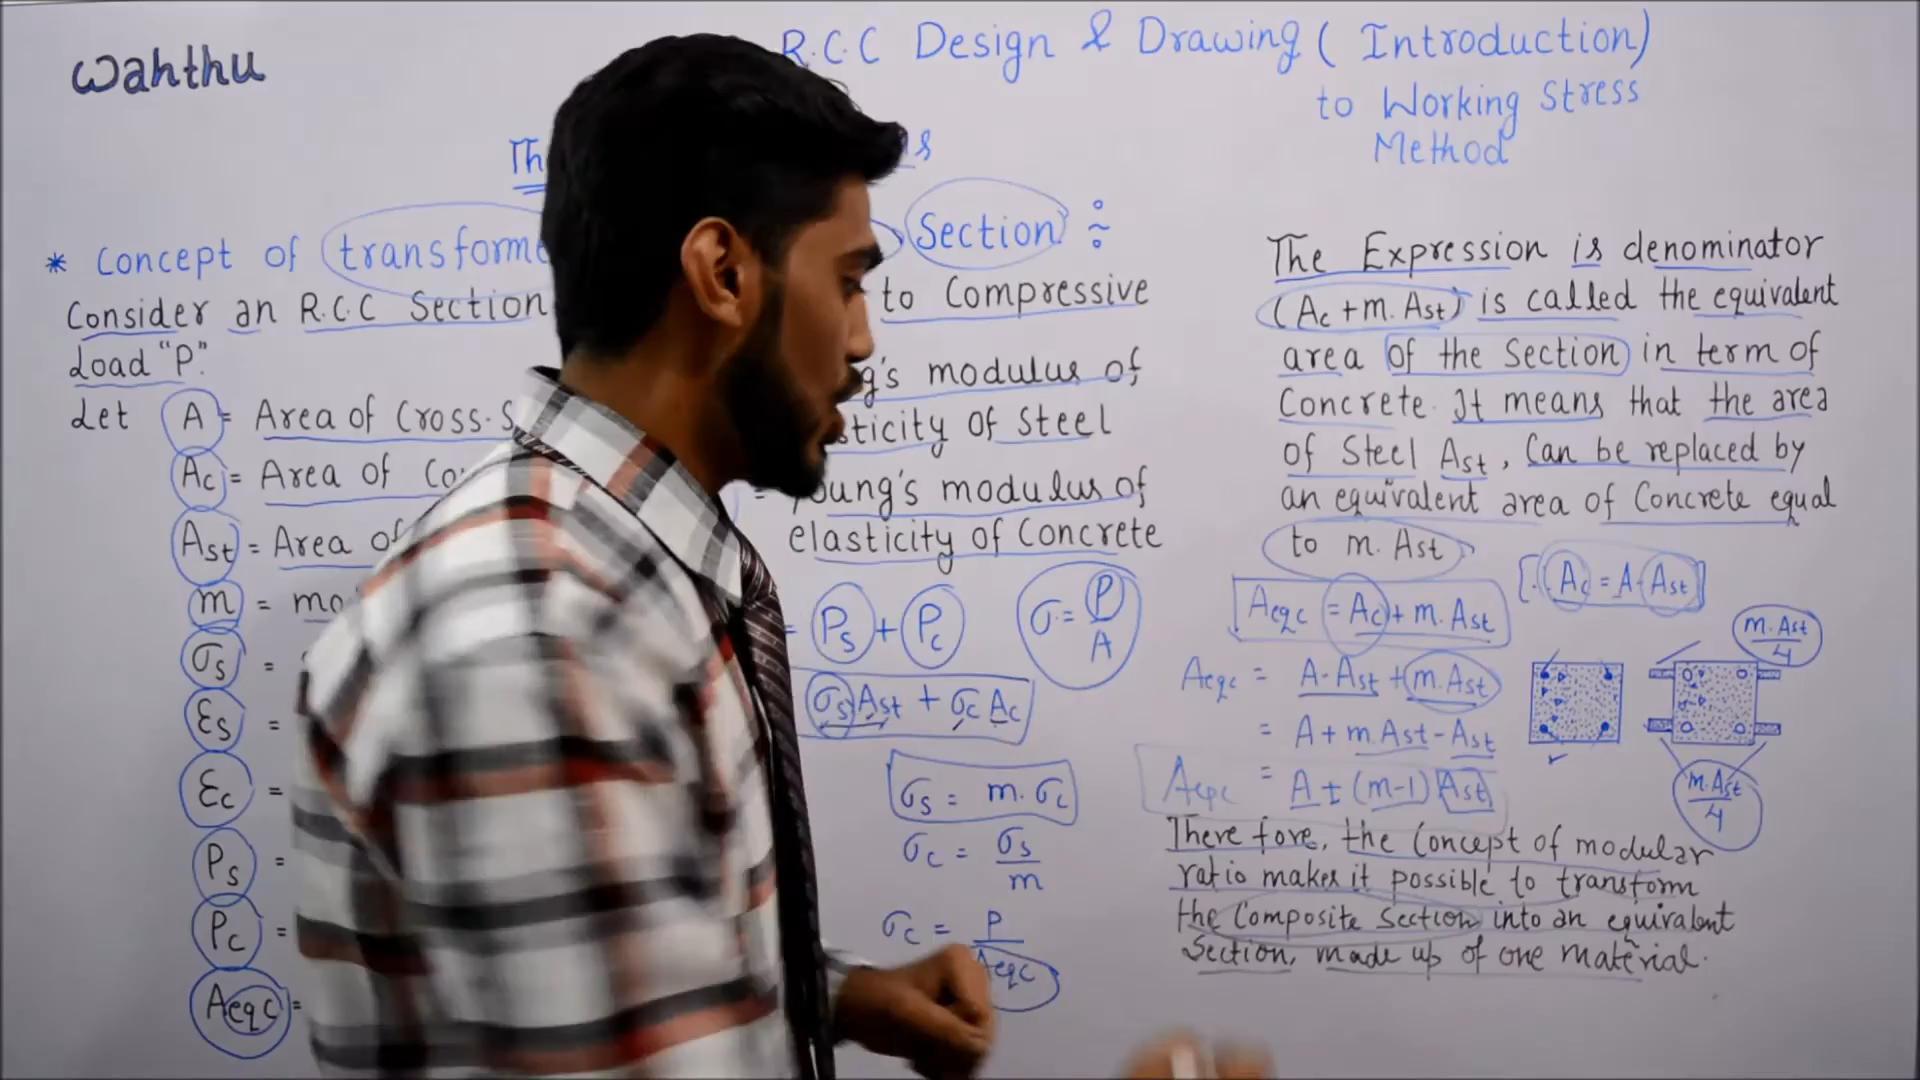 wahthu
R.C.C Design & Drawing (Introduction)
to Working Stress
Method
* Concept of Section
Consider an R.C.C Section to Compressive
Load "P".
Let A = Area of Cross.S
Ac = Area of
Ast = Area of
m =
σs =
εs =
εc =
Ps =
Pc =
Aeqc =
modulus of
of Steel
= Young's modulus of
elasticity of Concrete
= Ps + Pc
σ = P/A
σs Ast + σc Ac
σs = m. σc
σc = σs/m
σc = P/Aeqc
The Expression is denominator
(Ac + m. Ast) is called the equivalent
area of the Section in term of
Concrete. It means that the area
of Steel Ast, Can be replaced by
an equivalent area of Concrete equal
to m. Ast
[∴ Ac = A - Ast]
Aeqc = Ac + m. Ast
m.Ast/4
Aeqc = A - Ast + m.Ast
= A + m Ast - Ast
Aeqc = A + (m-1) Ast
m.Ast/4
There fore, the Concept of modular
ratio makes it possible to transform
the Composite Section into an equivalent
Section, made up of one material.